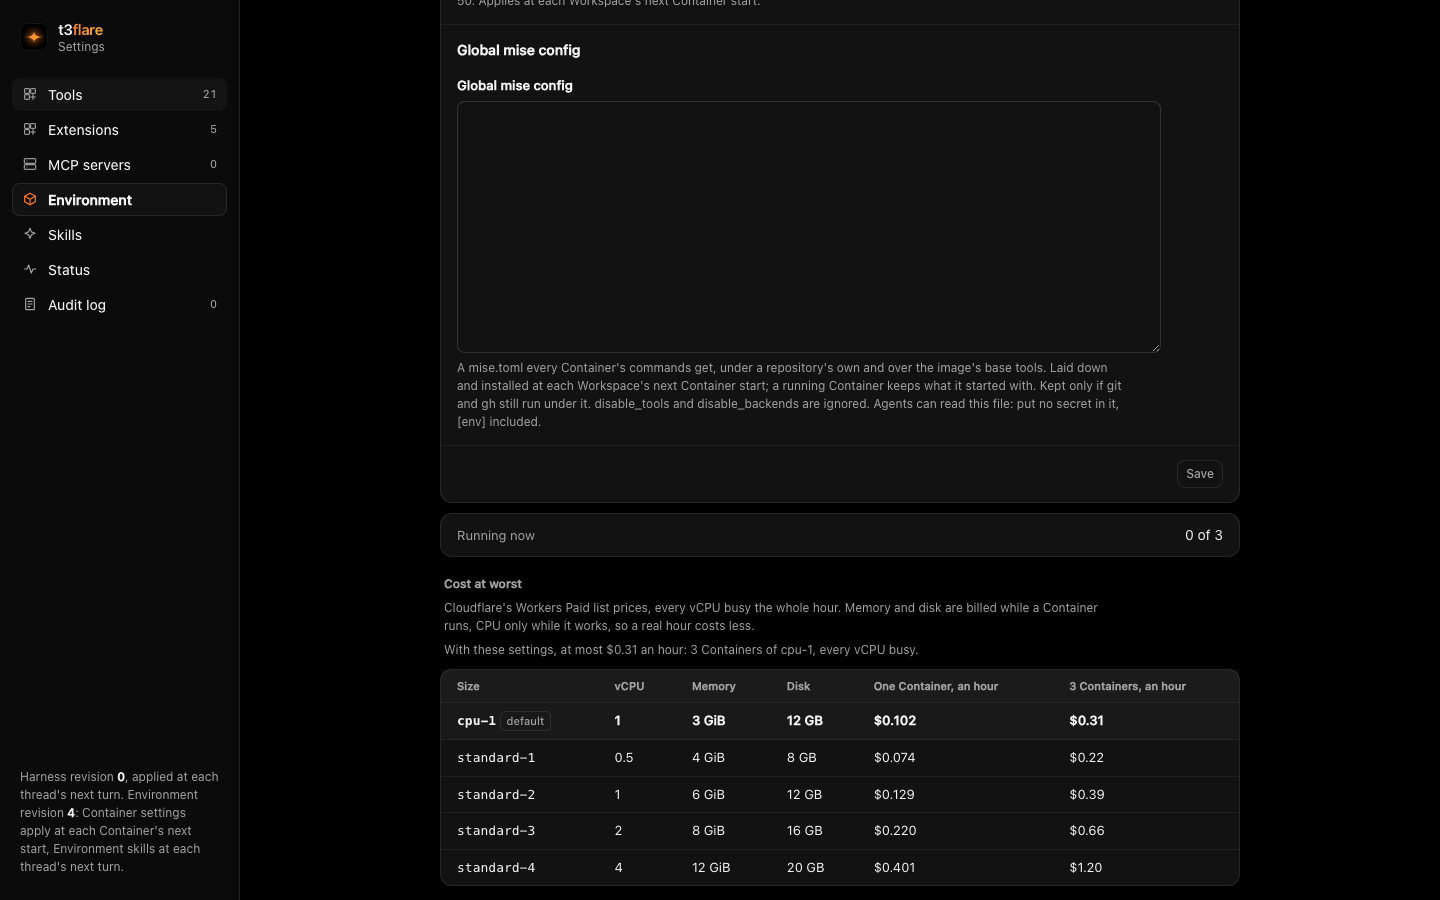 t3flare
Settings
Tools 21
Extensions 5
MCP servers 0
Environment
Skills
Status
Audit log 0
Harness revision 0, applied at each
thread's next turn. Environment
revision 4: Container settings
apply at each Container's next
start, Environment skills at each
thread's next turn.
50. Applies at each Workspace's next Container start.
Global mise config
Global mise config
A mise.toml every Container's commands get, under a repository's own and over the image's base tools. Laid down
and installed at each Workspace's next Container start; a running Container keeps what it started with. Kept only if git
and gh still run under it. disable_tools and disable_backends are ignored. Agents can read this file: put no secret in it,
[env] included.
Save
Running now 0 of 3
Cost at worst
Cloudflare's Workers Paid list prices, every vCPU busy the whole hour. Memory and disk are billed while a Container
runs, CPU only while it works, so a real hour costs less.
With these settings, at most $0.31 an hour: 3 Containers of cpu-1, every vCPU busy.
Size vCPU Memory Disk One Container, an hour 3 Containers, an hour
cpu-1 default 1 3 GiB 12 GB $0.102 $0.31
standard-1 0.5 4 GiB 8 GB $0.074 $0.22
standard-2 1 6 GiB 12 GB $0.129 $0.39
standard-3 2 8 GiB 16 GB $0.220 $0.66
standard-4 4 12 GiB 20 GB $0.401 $1.20